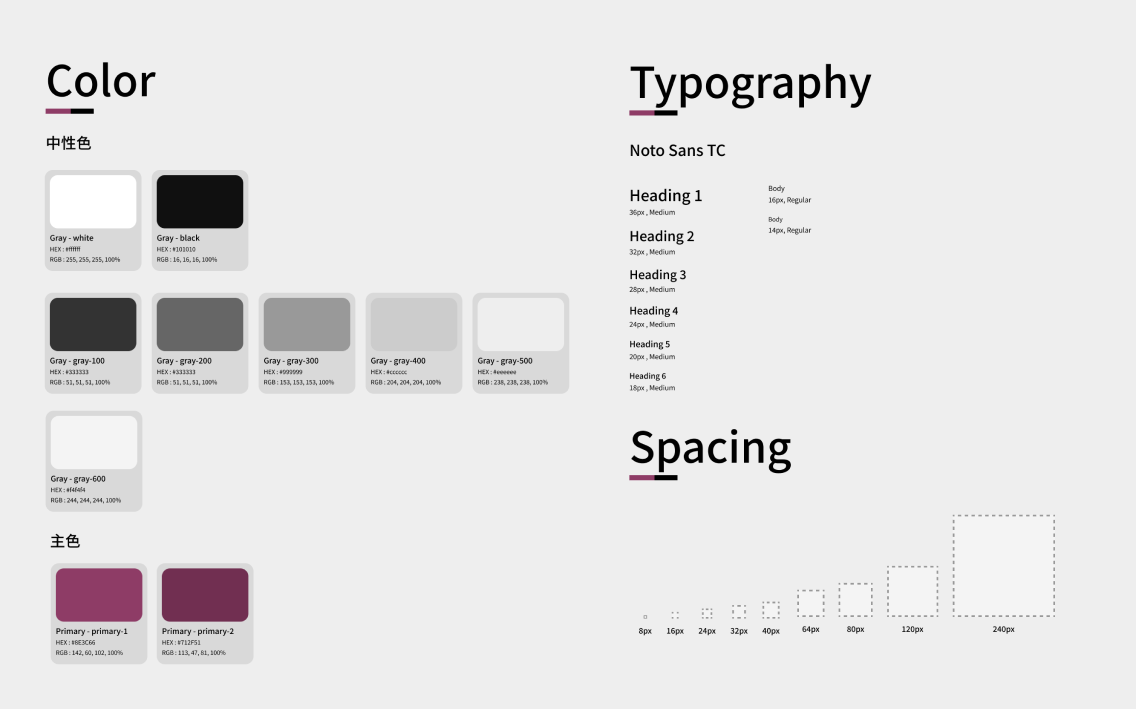 Color
中性色
Gray - white
HEX : #ffffff
RGB : 255, 255, 255, 100%
Gray - black
HEX : #101010
RGB : 16, 16, 16, 100%
Gray - gray-100
HEX : #333333
RGB : 51, 51, 51, 100%
Gray - gray-200
HEX : #333333
RGB : 51, 51, 51, 100%
Gray - gray-300
HEX : #999999
RGB : 153, 153, 153, 100%
Gray - gray-400
HEX : #cccccc
RGB : 204, 204, 204, 100%
Gray - gray-500
HEX : #eeeeee
RGB : 238, 238, 238, 100%
Gray - gray-600
HEX : #f4f4f4
RGB : 244, 244, 244, 100%
主色
Primary - primary-1
HEX : #8E3C66
RGB : 142, 60, 102, 100%
Primary - primary-2
HEX : #712F51
RGB : 113, 47, 81, 100%
Typography
Noto Sans TC
Heading 1
36px , Medium
Heading 2
32px , Medium
Heading 3
28px , Medium
Heading 4
24px , Medium
Heading 5
20px , Medium
Heading 6
18px , Medium
Body
16px, Regular
Body
14px, Regular
Spacing
8px
16px
24px
32px
40px
64px
80px
120px
240px